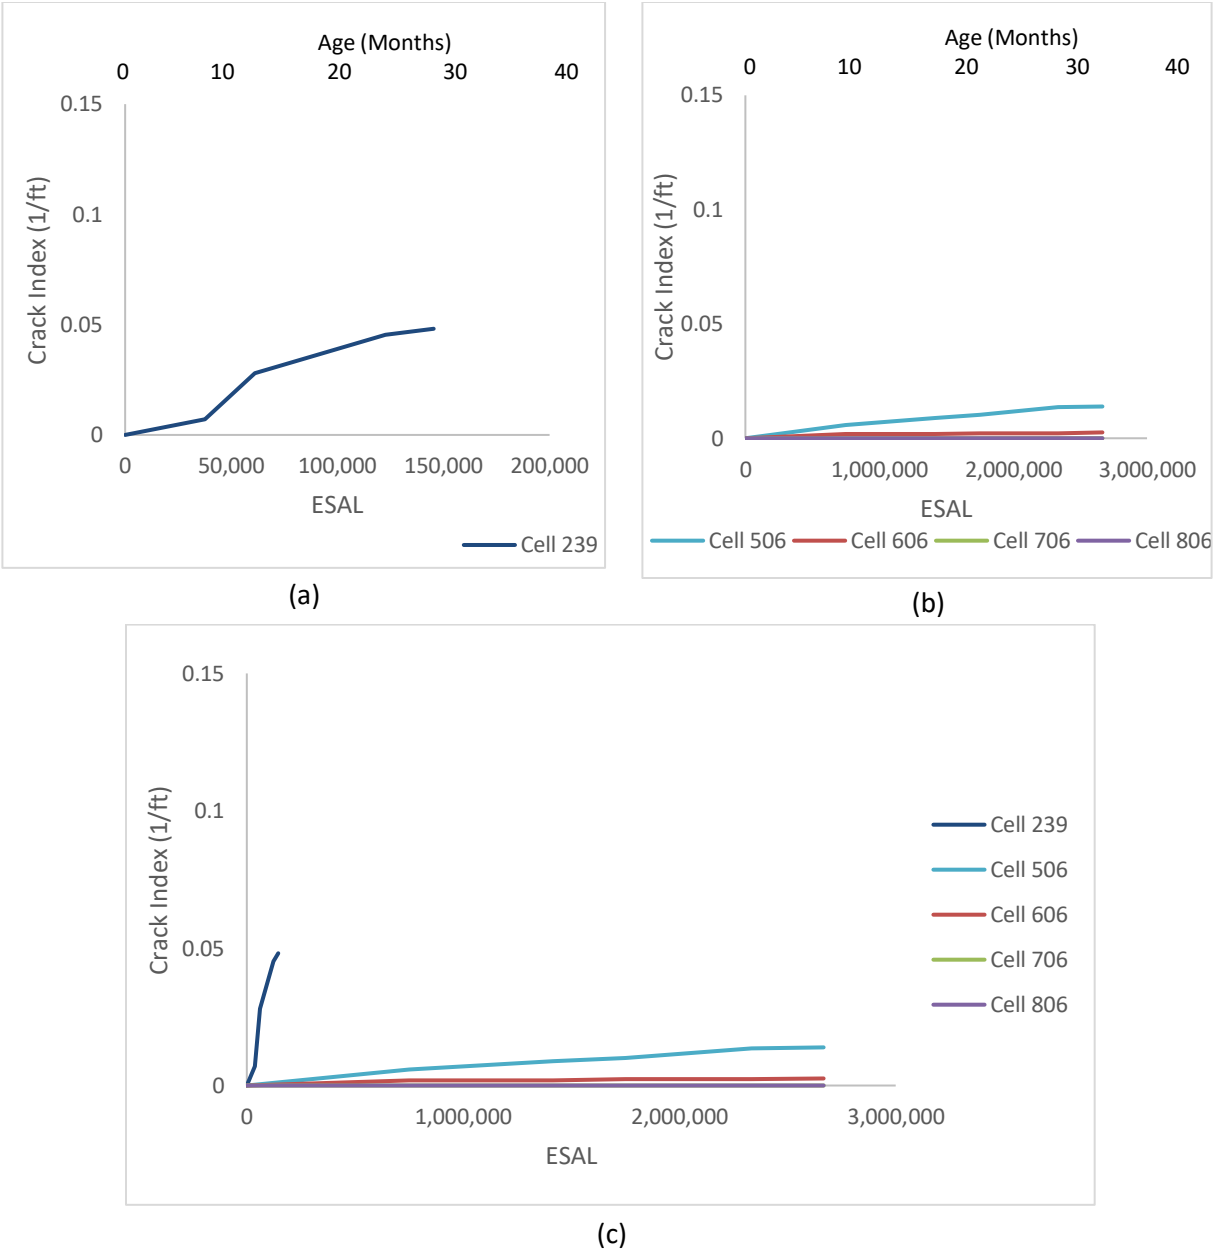 Age (Months)
0 10 20 30 40
0.15
0.1
0.05
0
Crack Index (1/ft)
0 50,000 100,000 150,000 200,000
ESAL
Cell 239
(a)
Age (Months)
0 10 20 30 40
0.15
0.1
0.05
0
Crack Index (1/ft)
0 1,000,000 2,000,000 3,000,000
ESAL
Cell 506 Cell 606 Cell 706 Cell 806
(b)
0.15
0.1
0.05
0
Crack Index (1/ft)
0 1,000,000 2,000,000 3,000,000
ESAL
Cell 239
Cell 506
Cell 606
Cell 706
Cell 806
(c)